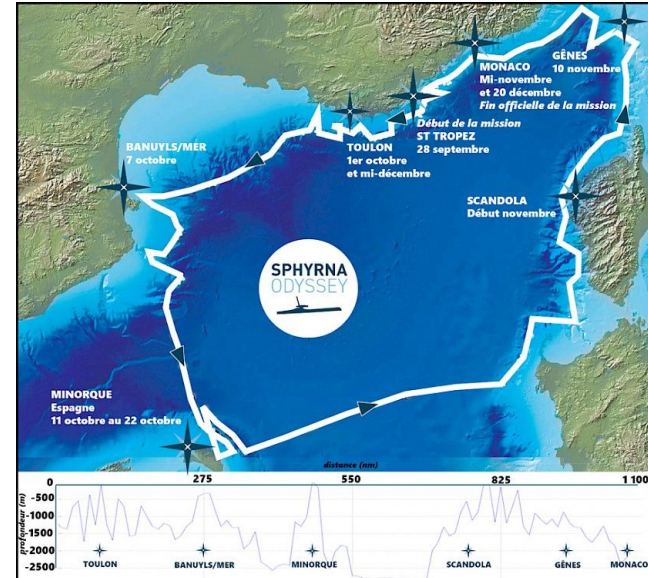 GÊNES
10 novembre
MONACO
Mi-novembre
et 20 décembre
Fin officielle de la mission
Début de la mission
ST TROPEZ
28 septembre
TOULON
1er octobre
et mi-décembre
BANUYLS/MER
7 octobre
SCANDOLA
Début novembre
SPHYRNA
ODYSSEY
MINORQUE
Espagne
11 octobre au 22 octobre
distance (nm)
275 550 825 1 100
profondeur (m)
0
-500
-1000
-1500
-2000
-2500
TOULON BANUYLS/MER MINORQUE SCANDOLA GÊNES MONACO